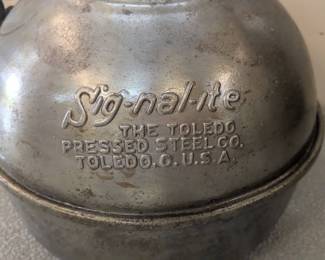 Sig-nal-ite
THE TOLEDO
PRESSED STEEL CO.
TOLEDO, O. U.S.A.